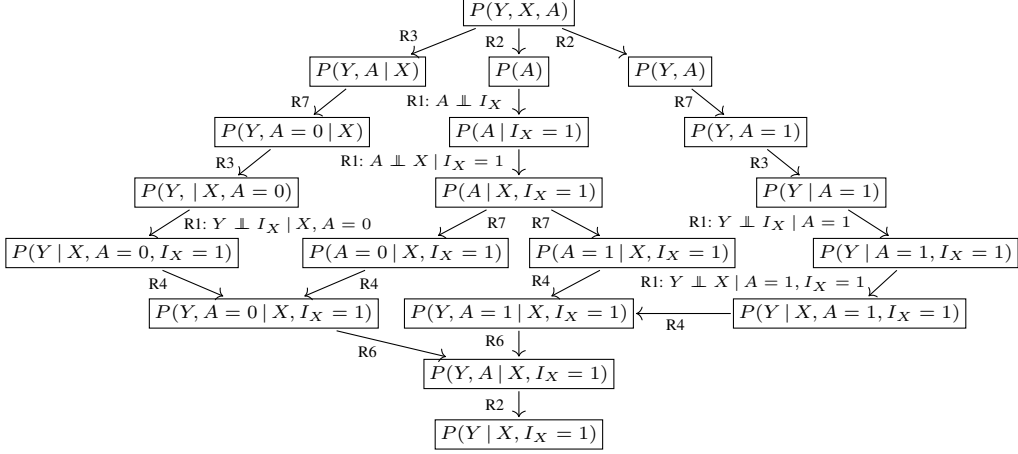 P(Y, X, A)
R3 R2 R2
P(Y, A | X) P(A) P(Y, A)
R7 R1: A ⫫ I_X R7
P(Y, A = 0 | X) P(A | I_X = 1) P(Y, A = 1)
R3 R1: A ⫫ X | I_X = 1 R3
P(Y, | X, A = 0) P(A | X, I_X = 1) P(Y | A = 1)
R1: Y ⫫ I_X | X, A = 0 R7 R7 R1: Y ⫫ I_X | A = 1
P(Y | X, A = 0, I_X = 1) P(A = 0 | X, I_X = 1) P(A = 1 | X, I_X = 1) P(Y | A = 1, I_X = 1)
R4 R4 R4 R1: Y ⫫ X | A = 1, I_X = 1
P(Y, A = 0 | X, I_X = 1) P(Y, A = 1 | X, I_X = 1) R4 P(Y | X, A = 1, I_X = 1)
R6 R6
P(Y, A | X, I_X = 1)
R2
P(Y | X, I_X = 1)